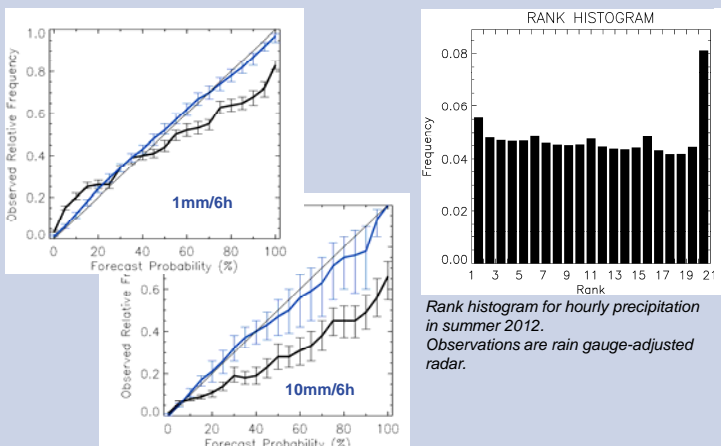 1.0
0.8
0.6
0.4
0.2
0.0
Observed Relative Frequency
1mm/6h
0 20 40 60 80 100
Forecast Probability (%)
0.6
0.4
0.2
0.0
Observed Relative Fr
10mm/6h
0 20 40 60 80 100
Forecast Probability (%)
RANK HISTOGRAM
0.08
0.06
0.04
0.02
0.00
Frequency
1 3 5 7 9 11 13 15 17 19 21
Rank
Rank histogram for hourly precipitation
in summer 2012.
Observations are rain gauge-adjusted
radar.